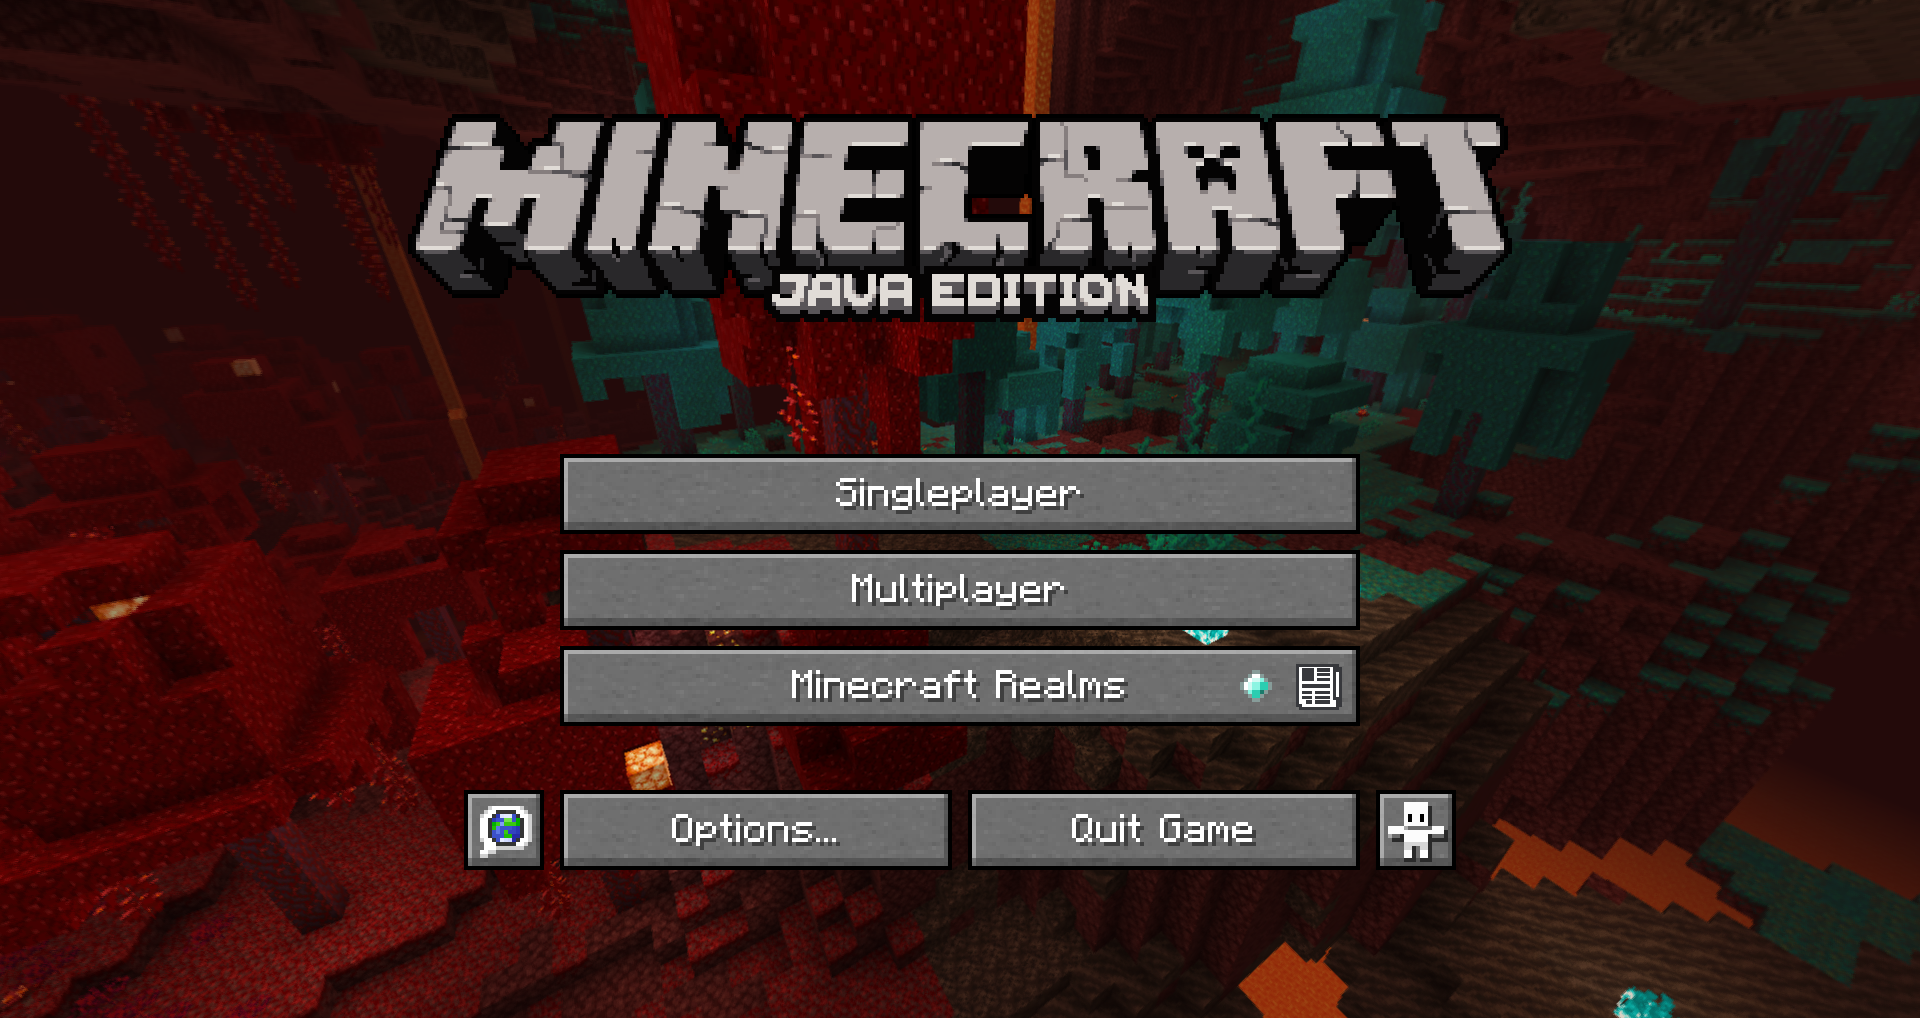 MINECRAFT
JAVA EDITION
Singleplayer
Multiplayer
Minecraft Realms
Options...
Quit Game